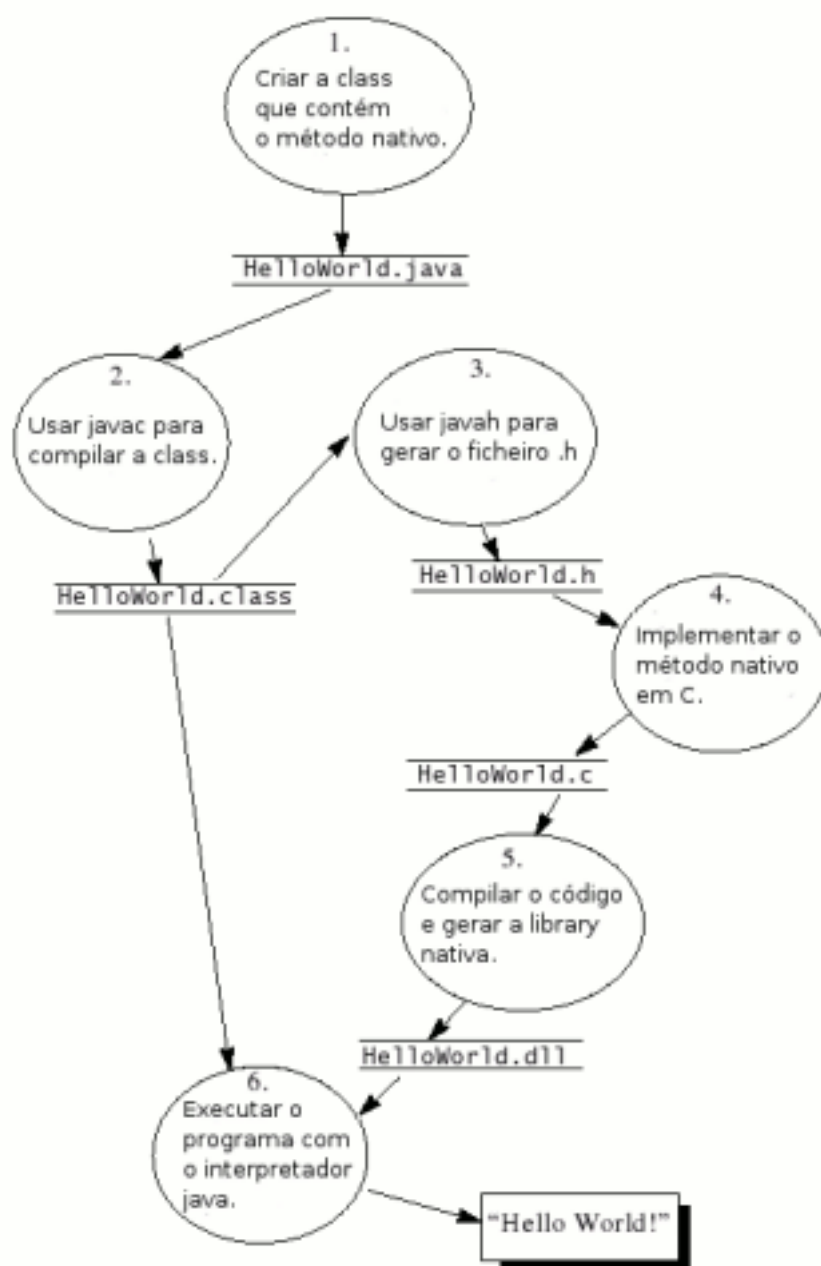 1.
Criar a class
que contém
o método nativo.
HelloWorld.java
2.
Usar javac para
compilar a class.
3.
Usar javah para
gerar o ficheiro .h
HelloWorld.class
HelloWorld.h
4.
Implementar o
método nativo
em C.
HelloWorld.c
5.
Compilar o código
e gerar a library
nativa.
HelloWorld.dll
6.
Executar o
programa com
o interpretador
java.
“Hello World!”